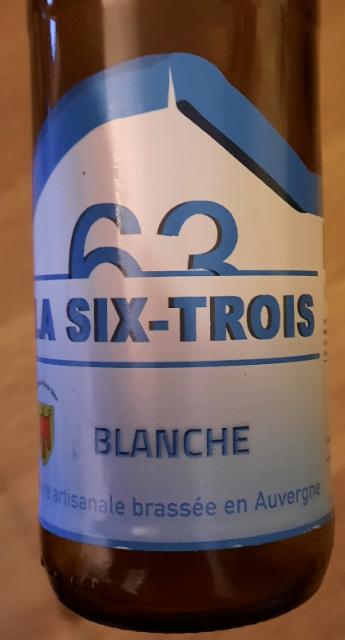 63
LA SIX-TROIS
BLANCHE
artisanale brassée en Auvergne